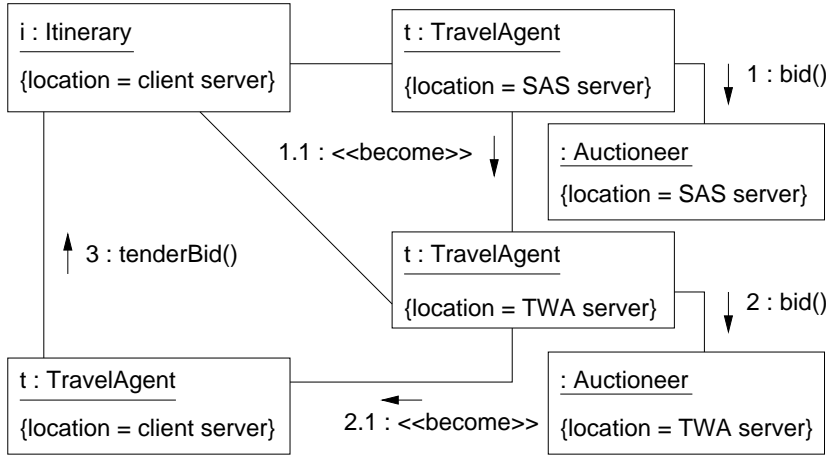 i : Itinerary
{location = client server}
t : TravelAgent
{location = SAS server}
1 : bid()
1.1 : <<become>>
: Auctioneer
{location = SAS server}
3 : tenderBid()
t : TravelAgent
{location = TWA server}
2 : bid()
t : TravelAgent
{location = client server}
2.1 : <<become>>
: Auctioneer
{location = TWA server}